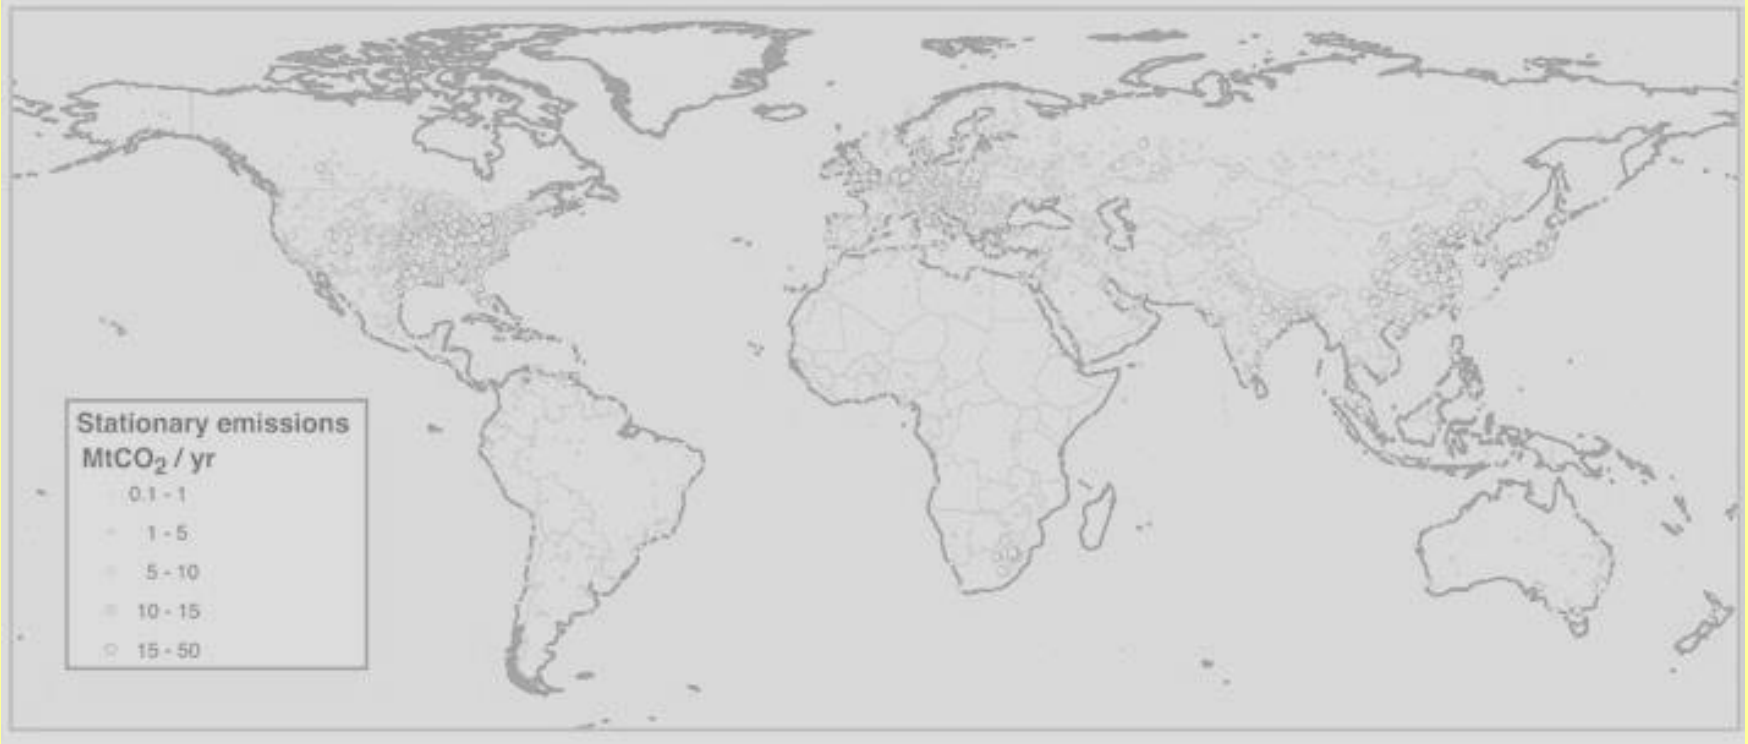 Stationary emissions
MtCO₂ / yr
0.1 - 1
1 - 5
5 - 10
10 - 15
15 - 50